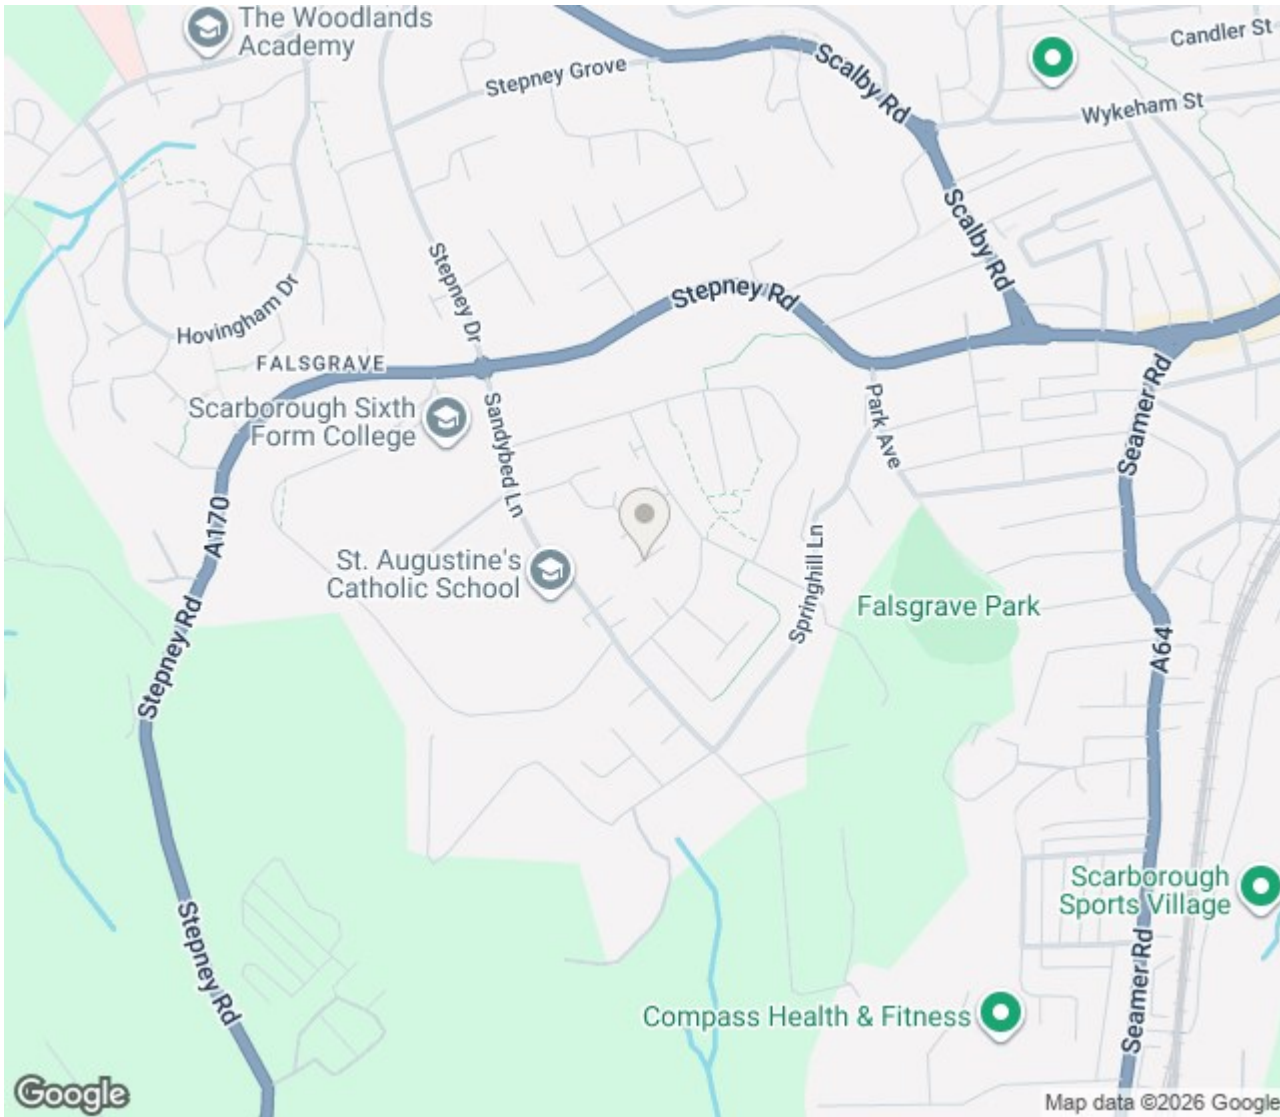 The Woodlands
Academy
Candler St
Scalby Rd
Stepney Grove
Wykeham St
Scalby Rd
Stepney Dr
Stepney Rd
Hovingham Dr
FALSGRAVE
Seamer Rd
Scarborough Sixth
Form College
Park Ave
Sandybed Ln
A170
St. Augustine's
Catholic School
Springhill Ln
Falsgrave Park
Stepney Rd
A64
Scarborough
Sports Village
Stepney Rd
Seamer Rd
Compass Health & Fitness
Google
Map data ©2026 Google